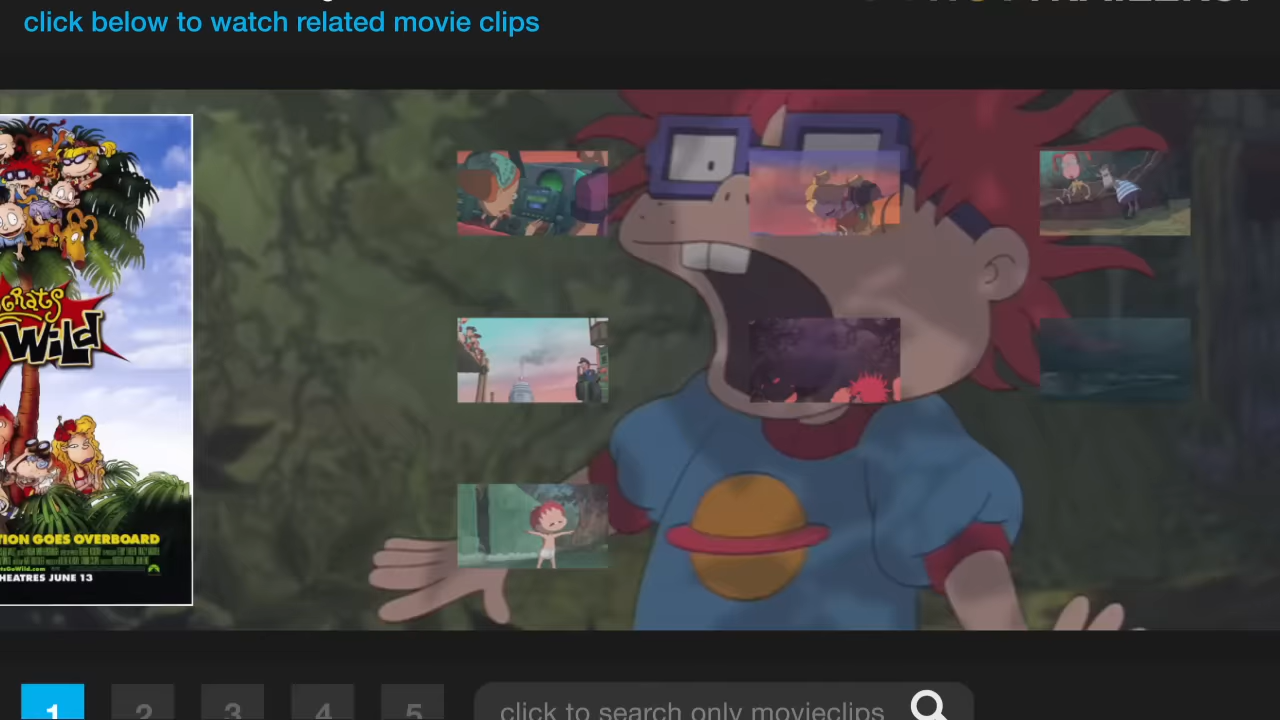 click below to watch related movie clips
Wild
TION GOES OVERBOARD
HEATRES JUNE 13
1 2 3 4 5
click to search only movieclips